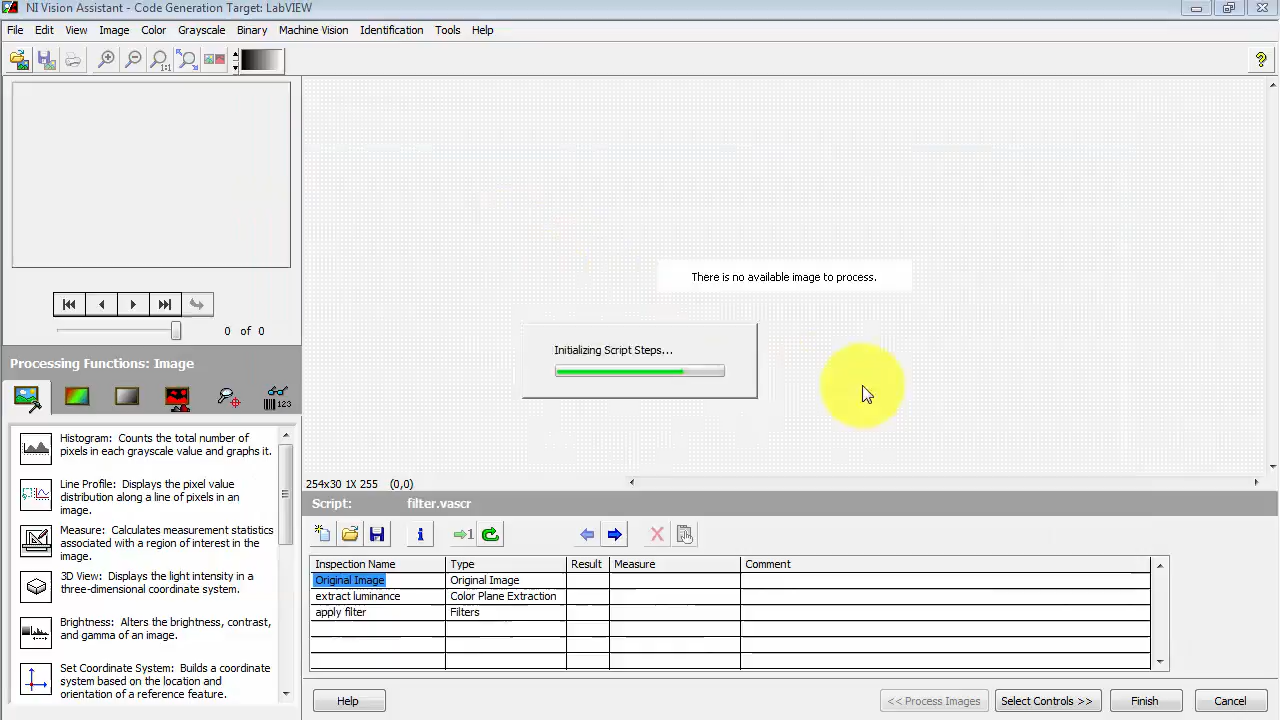 NI Vision Assistant - Code Generation Target: LabVIEW
File Edit View Image Color Grayscale Binary Machine Vision Identification Tools Help
1:1
?
There is no available image to process.
0 of 0
Initializing Script Steps...
Processing Functions: Image
123
Histogram: Counts the total number of
pixels in each grayscale value and graphs it.
Line Profile: Displays the pixel value
distribution along a line of pixels in an
image.
Measure: Calculates measurement statistics
associated with a region of interest in the
image.
3D View: Displays the light intensity in a
three-dimensional coordinate system.
Brightness: Alters the brightness, contrast,
and gamma of an image.
Set Coordinate System: Builds a coordinate
system based on the location and
orientation of a reference feature.
254x30 1X 255 (0,0)
Script: filter.vascr
1
Inspection Name Type Result Measure Comment
Original Image Original Image
extract luminance Color Plane Extraction
apply filter Filters
Help << Process Images Select Controls >> Finish Cancel